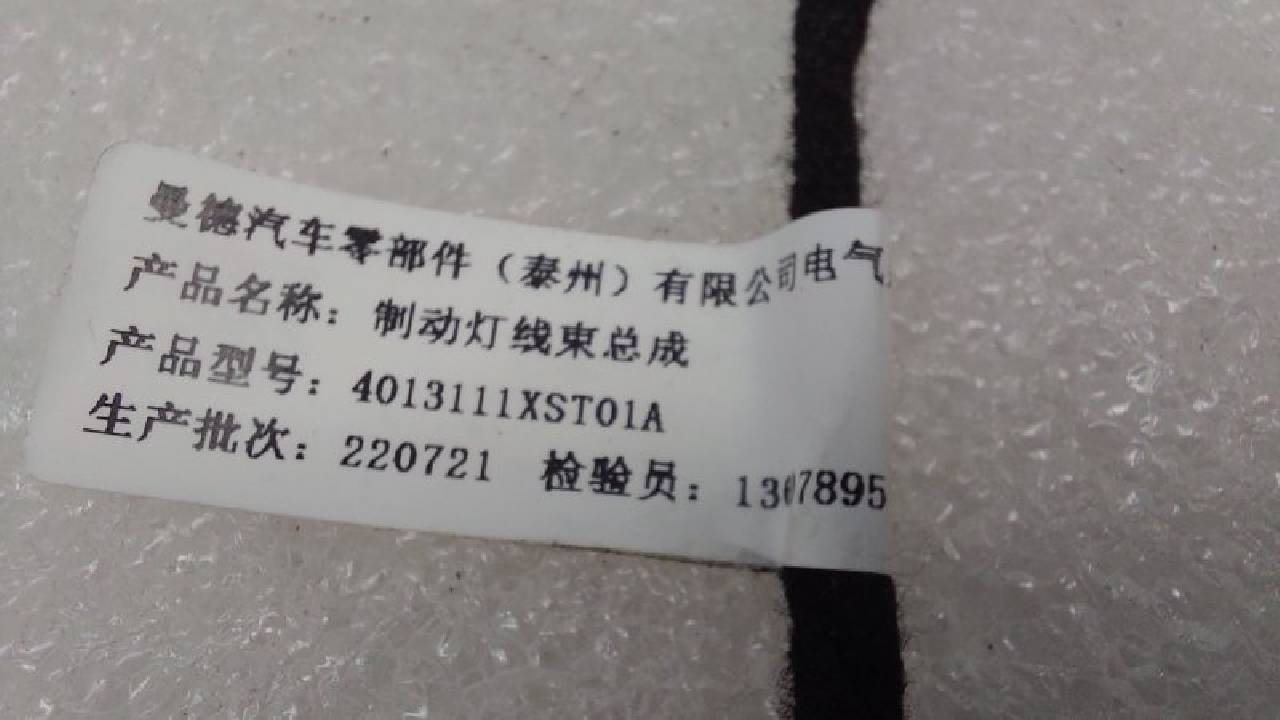 曼德汽车零部件（泰州）有限公司电气
产品名称：制动灯线束总成
产品型号：4013111XST01A
生产批次：220721 检验员：